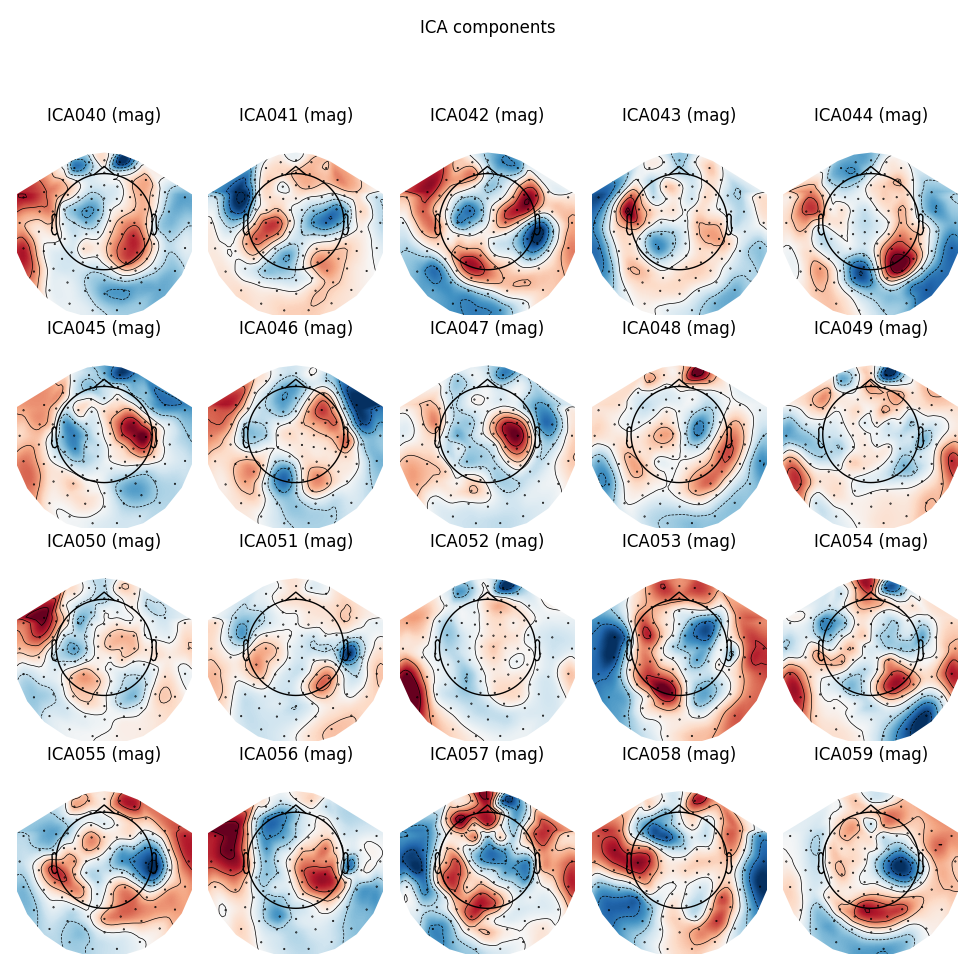 ICA components
ICA040 (mag) ICA041 (mag) ICA042 (mag) ICA043 (mag) ICA044 (mag)
ICA045 (mag) ICA046 (mag) ICA047 (mag) ICA048 (mag) ICA049 (mag)
ICA050 (mag) ICA051 (mag) ICA052 (mag) ICA053 (mag) ICA054 (mag)
ICA055 (mag) ICA056 (mag) ICA057 (mag) ICA058 (mag) ICA059 (mag)